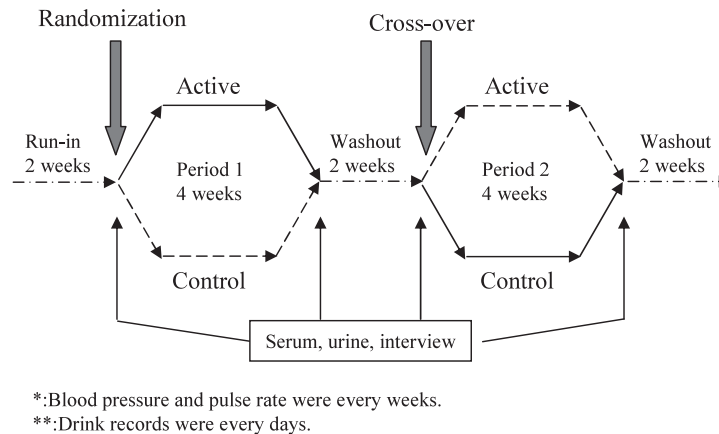 Randomization
Cross-over
Active
Active
Run-in
2 weeks
Period 1
4 weeks
Washout
2 weeks
Period 2
4 weeks
Washout
2 weeks
Control
Control
Serum, urine, interview
*:Blood pressure and pulse rate were every weeks.
**:Drink records were every days.